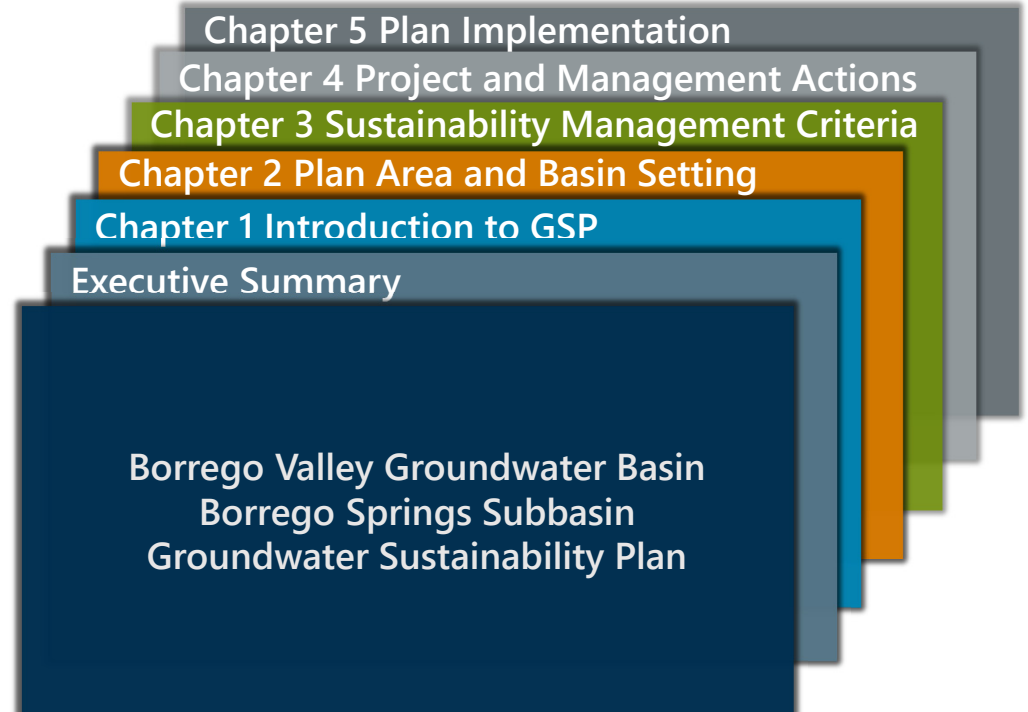 Chapter 5 Plan Implementation
Chapter 4 Project and Management Actions
Chapter 3 Sustainability Management Criteria
Chapter 2 Plan Area and Basin Setting
Chapter 1 Introduction to GSP
Executive Summary
Borrego Valley Groundwater Basin
Borrego Springs Subbasin
Groundwater Sustainability Plan